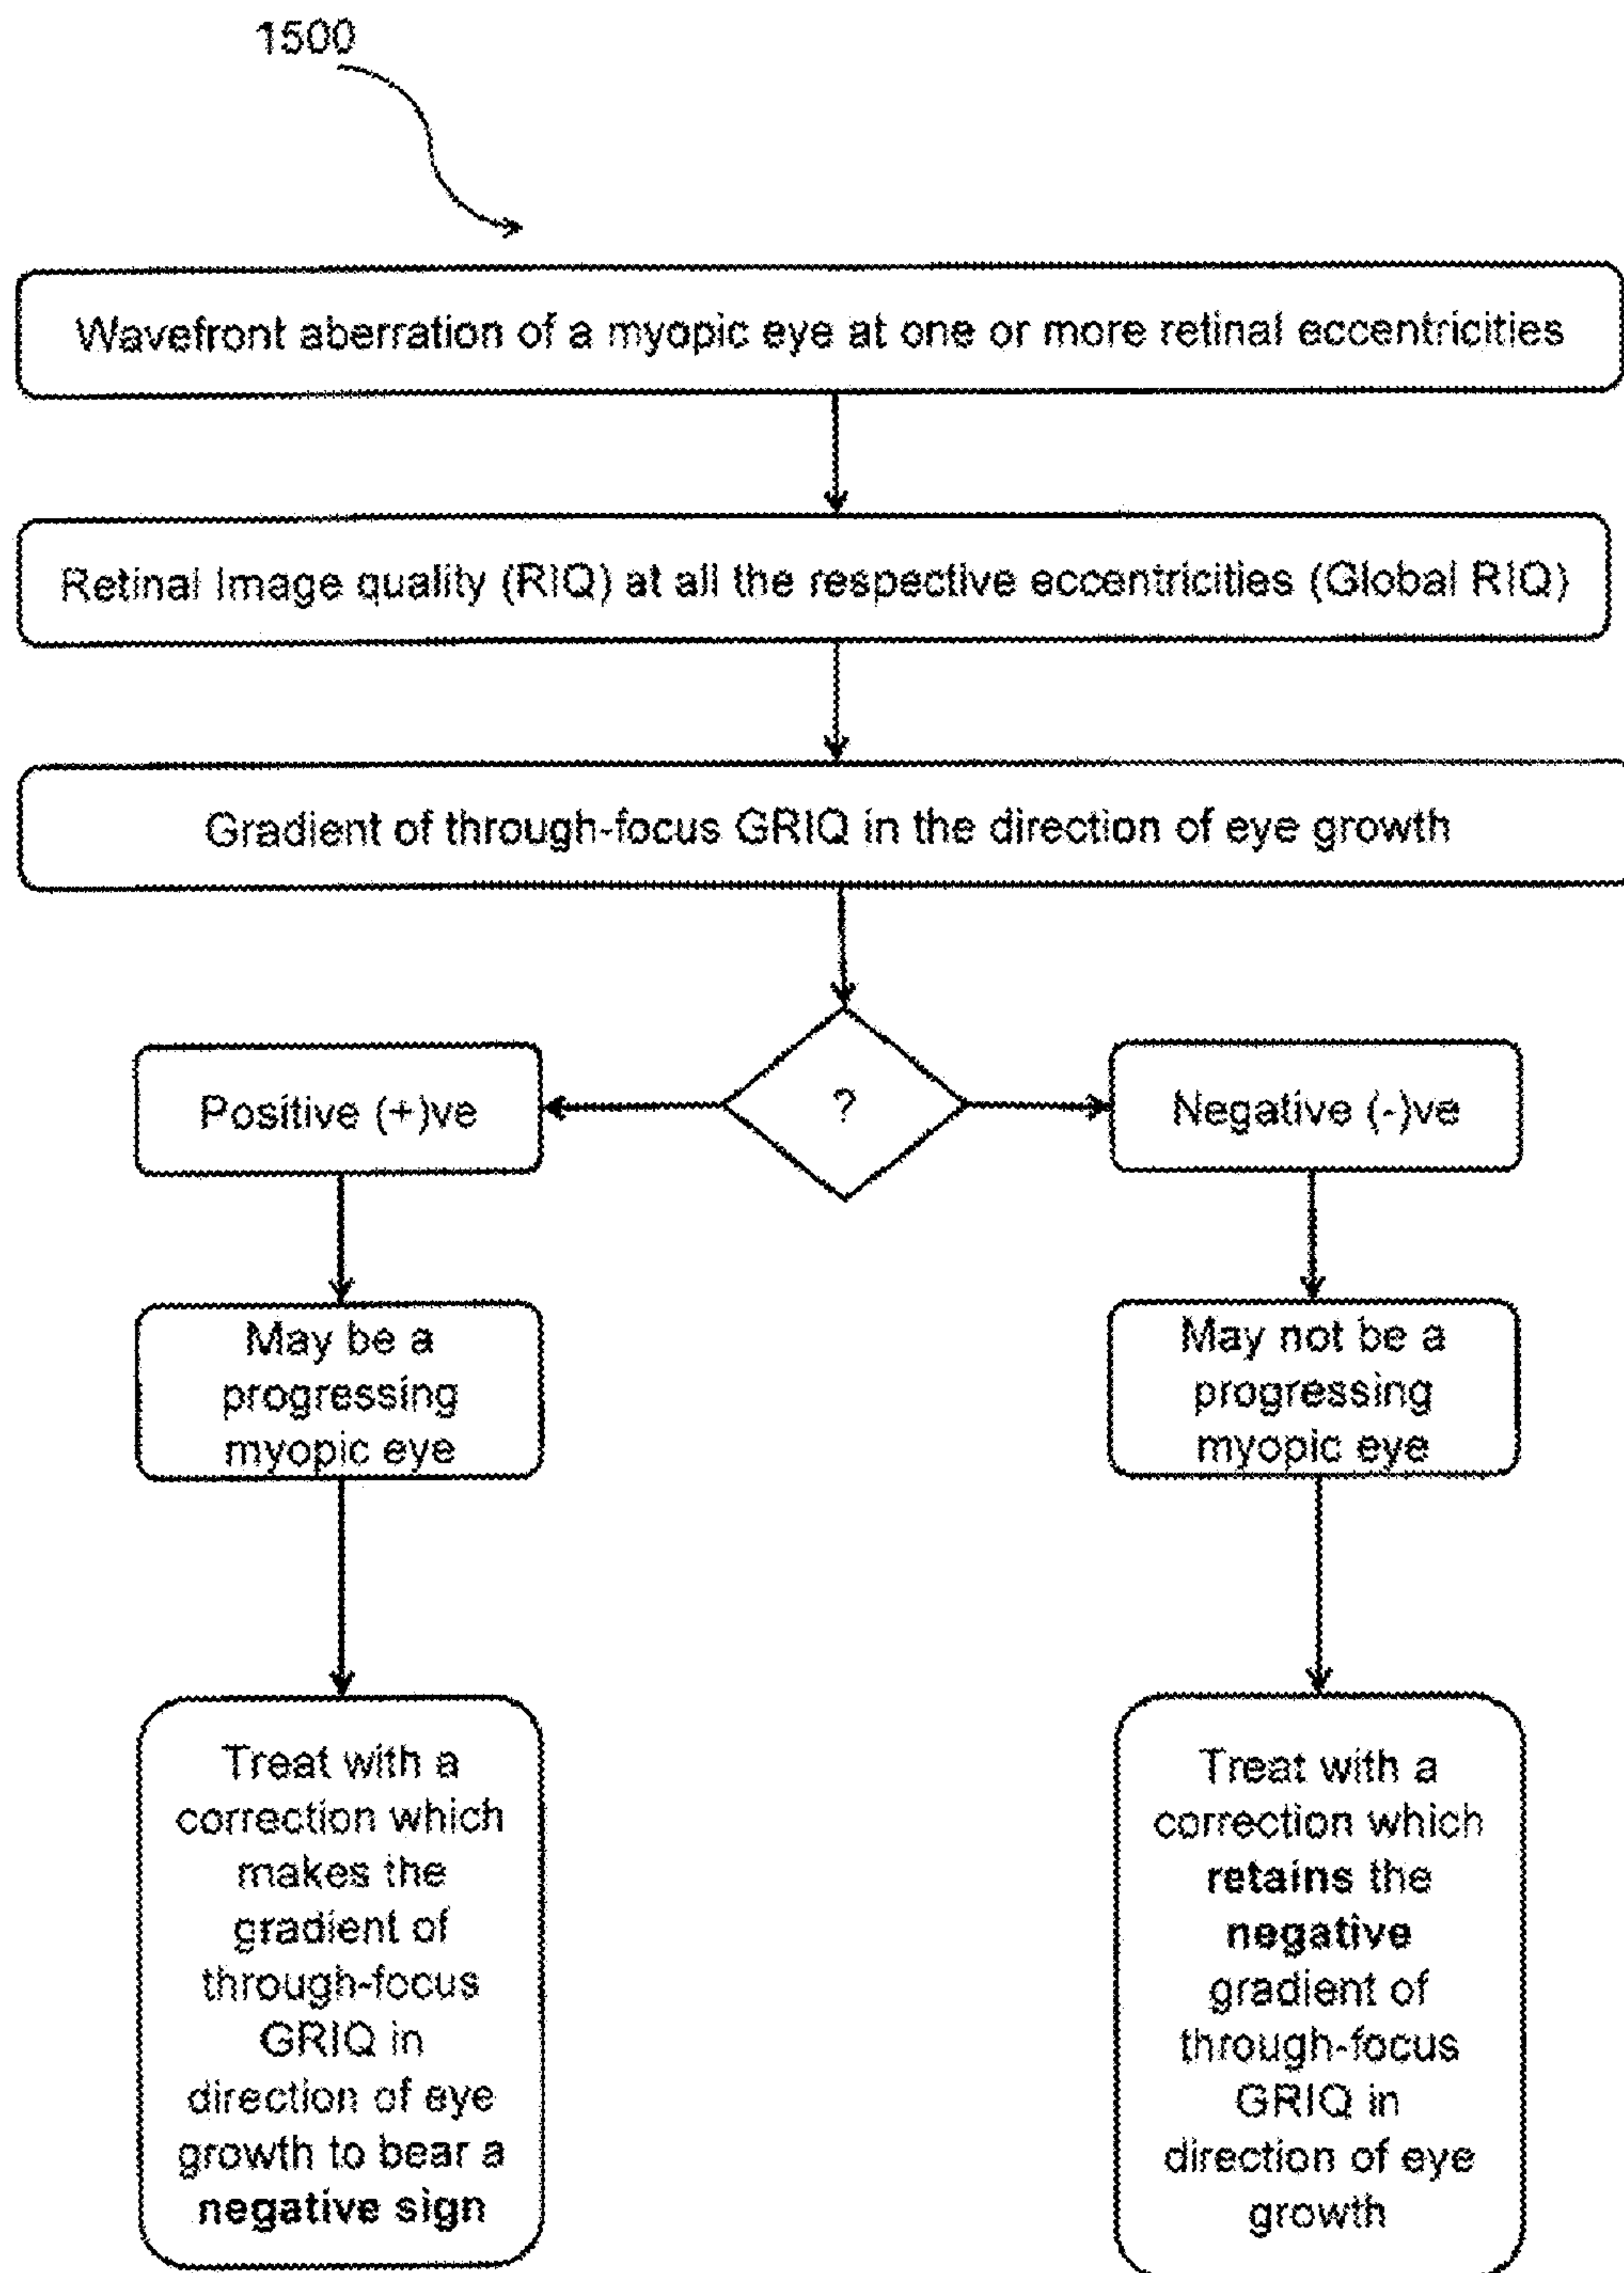 1500
Wavefront aberration of a myopic eye at one or more retinal eccentricities
Retinal Image quality (RIQ) at all the respective eccentricities (Global RIQ)
Gradient of through-focus GRIQ in the direction of eye growth
?
Positive (+)ve
Negative (-)ve
May be a
progressing
myopic eye
May not be a
progressing
myopic eye
Treat with a
correction which
makes the
gradient of
through-focus
GRIQ in
direction of eye
growth to bear a
negative sign
Treat with a
correction which
retains the
negative
gradient of
through-focus
GRIQ in
direction of eye
growth